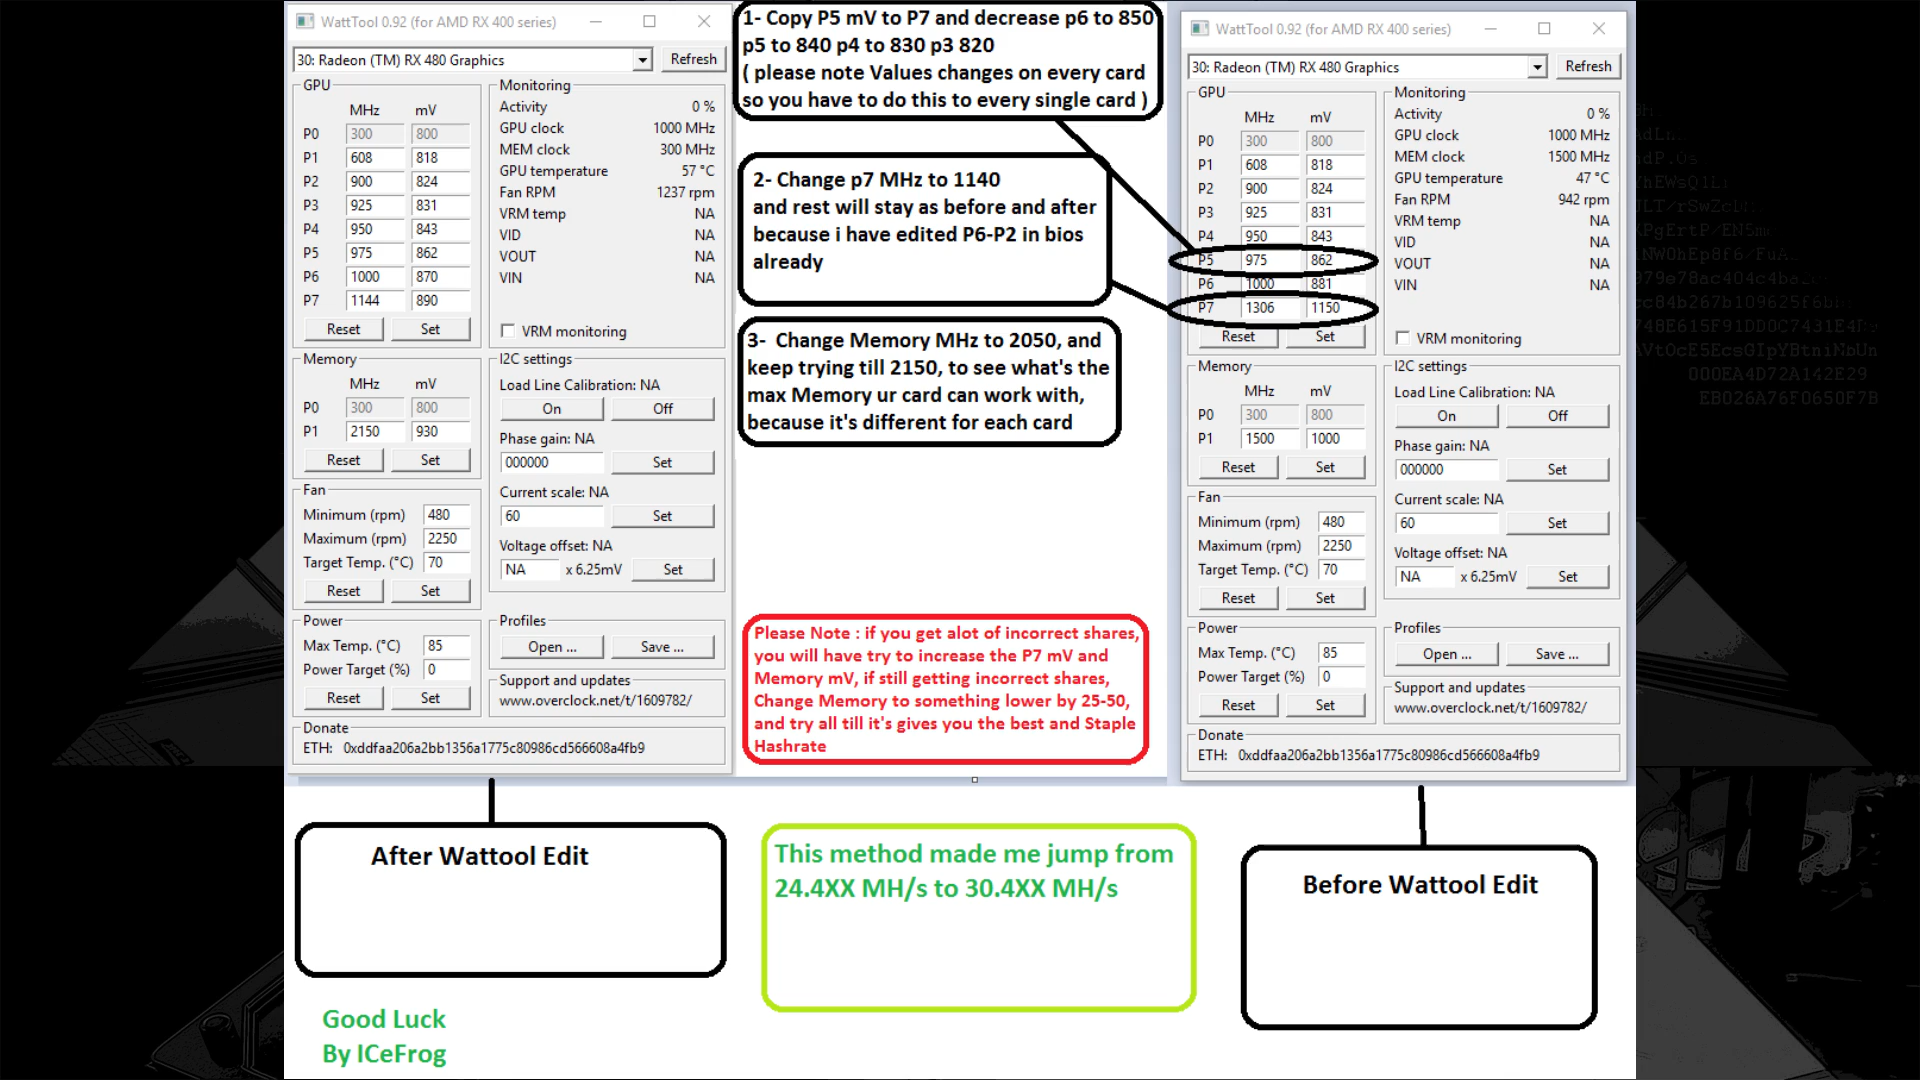 WattTool 0.92 (for AMD RX 400 series)
30: Radeon (TM) RX 480 Graphics
Refresh
GPU
MHz mV
P0 300 800
P1 608 818
P2 900 824
P3 925 831
P4 950 843
P5 975 862
P6 1000 870
P7 1144 890
Reset Set
Monitoring
Activity 0 %
GPU clock 1000 MHz
MEM clock 300 MHz
GPU temperature 57 °C
Fan RPM 1237 rpm
VRM temp NA
VID NA
VOUT NA
VIN NA
VRM monitoring
Memory
MHz mV
P0 300 800
P1 2150 930
Reset Set
I2C settings
Load Line Calibration: NA
On Off
Phase gain: NA
000000 Set
Current scale: NA
60 Set
Voltage offset: NA
NA x 6.25mV Set
Fan
Minimum (rpm) 480
Maximum (rpm) 2250
Target Temp. (°C) 70
Reset Set
Power
Max Temp. (°C) 85
Power Target (%) 0
Reset Set
Profiles
Open ... Save ...
Support and updates
www.overclock.net/t/1609782/
Donate
ETH: 0xddfaa206a2bb1356a1775c80986cd566608a4fb9
After Wattool Edit
Good Luck
By ICeFrog
1- Copy P5 mV to P7 and decrease p6 to 850
p5 to 840 p4 to 830 p3 820
( please note Values changes on every card
so you have to do this to every single card )
2- Change p7 MHz to 1140
and rest will stay as before and after
because i have edited P6-P2 in bios
already
3- Change Memory MHz to 2050, and
keep trying till 2150, to see what's the
max Memory ur card can work with,
because it's different for each card
Please Note : if you get alot of incorrect shares,
you will have try to increase the P7 mV and
Memory mV, if still getting incorrect shares,
Change Memory to something lower by 25-50,
and try all till it's gives you the best and Staple
Hashrate
This method made me jump from
24.4XX MH/s to 30.4XX MH/s
WattTool 0.92 (for AMD RX 400 series)
30: Radeon (TM) RX 480 Graphics
Refresh
GPU
MHz mV
P0 300 800
P1 608 818
P2 900 824
P3 925 831
P4 950 843
P5 975 862
P6 1000 881
P7 1306 1150
Reset Set
Monitoring
Activity 0 %
GPU clock 1000 MHz
MEM clock 1500 MHz
GPU temperature 47 °C
Fan RPM 942 rpm
VRM temp NA
VID NA
VOUT NA
VIN NA
VRM monitoring
Memory
MHz mV
P0 300 800
P1 1500 1000
Reset Set
I2C settings
Load Line Calibration: NA
On Off
Phase gain: NA
000000 Set
Current scale: NA
60 Set
Voltage offset: NA
NA x 6.25mV Set
Fan
Minimum (rpm) 480
Maximum (rpm) 2250
Target Temp. (°C) 70
Reset Set
Power
Max Temp. (°C) 85
Power Target (%) 0
Reset Set
Profiles
Open ... Save ...
Support and updates
www.overclock.net/t/1609782/
Donate
ETH: 0xddfaa206a2bb1356a1775c80986cd566608a4fb9
Before Wattool Edit
000EA4D72A142E29
EB026A76F0650F7B